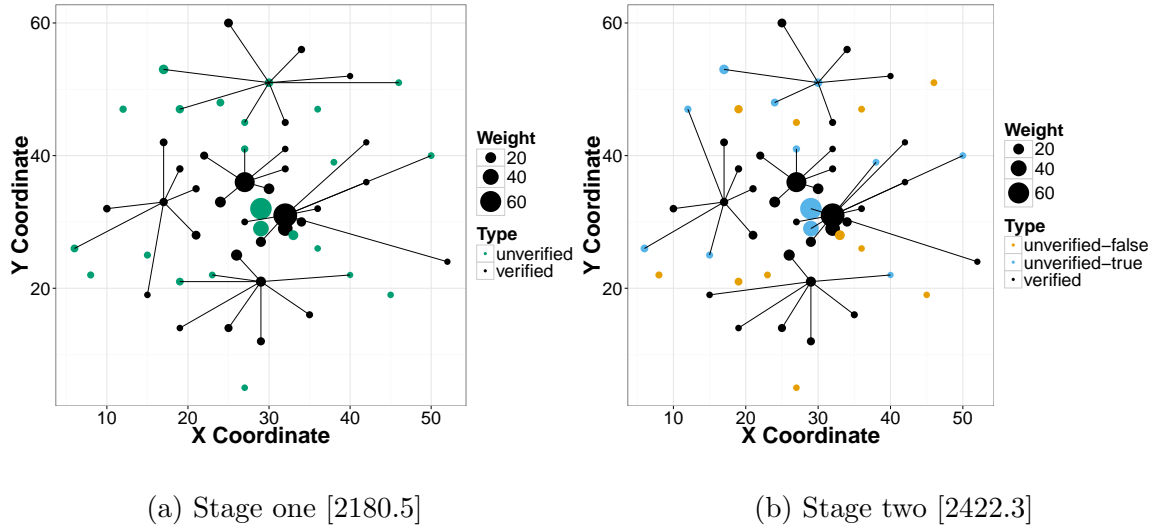 60
40
20
Y Coordinate
10 20 30 40 50
X Coordinate
Weight
20
40
60
Type
unverified
verified
(a) Stage one [2180.5]
60
40
20
Y Coordinate
10 20 30 40 50
X Coordinate
Weight
20
40
60
Type
unverified−false
unverified−true
verified
(b) Stage two [2422.3]